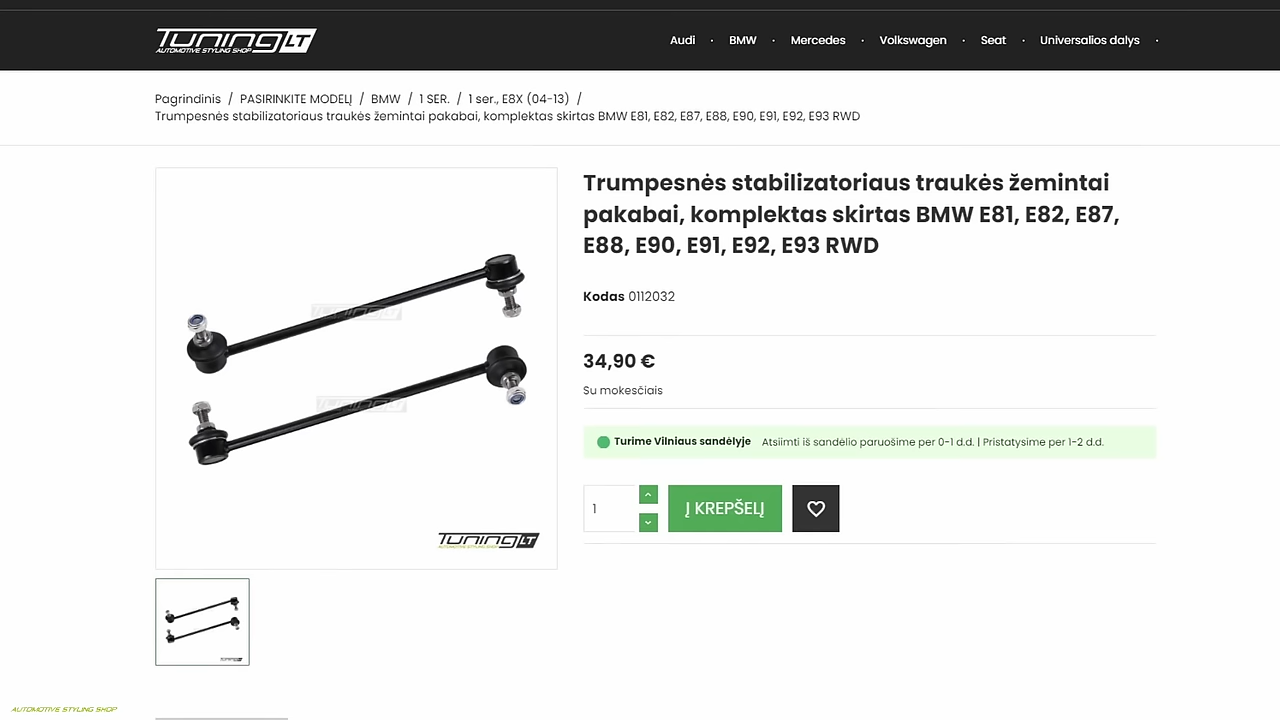 TUNINGLT
AUTOMOTIVE STYLING SHOP
Audi · BMW · Mercedes · Volkswagen · Seat · Universalios dalys ·
Pagrindinis / PASIRINKITE MODELĮ / BMW / 1 SER. / 1 ser., E8X (04-13) /
Trumpesnės stabilizatoriaus traukės žemintai pakabai, komplektas skirtas BMW E81, E82, E87, E88, E90, E91, E92, E93 RWD
Trumpesnės stabilizatoriaus traukės žemintai
pakabai, komplektas skirtas BMW E81, E82, E87,
E88, E90, E91, E92, E93 RWD
Kodas 0112032
34,90 €
Su mokesčiais
Turime Vilniaus sandėlyje Atsiimti iš sandėlio paruošime per 0-1 d.d. | Pristatysime per 1-2 d.d.
1
Į KREPŠELĮ
TUNINGLT
TUNINGLT
TUNINGLT
AUTOMOTIVE STYLING SHOP
AUTOMOTIVE STYLING SHOP